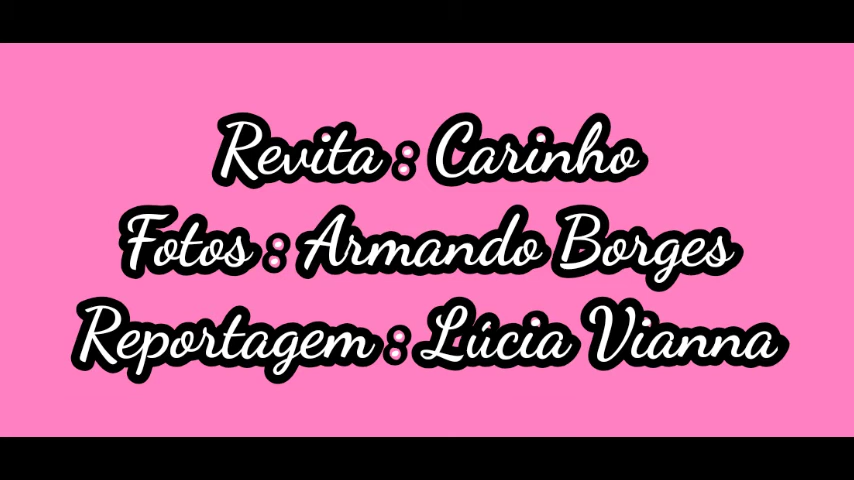 Revita : Carinho
Fotos : Armando Borges
Reportagem : Lúcia Vianna